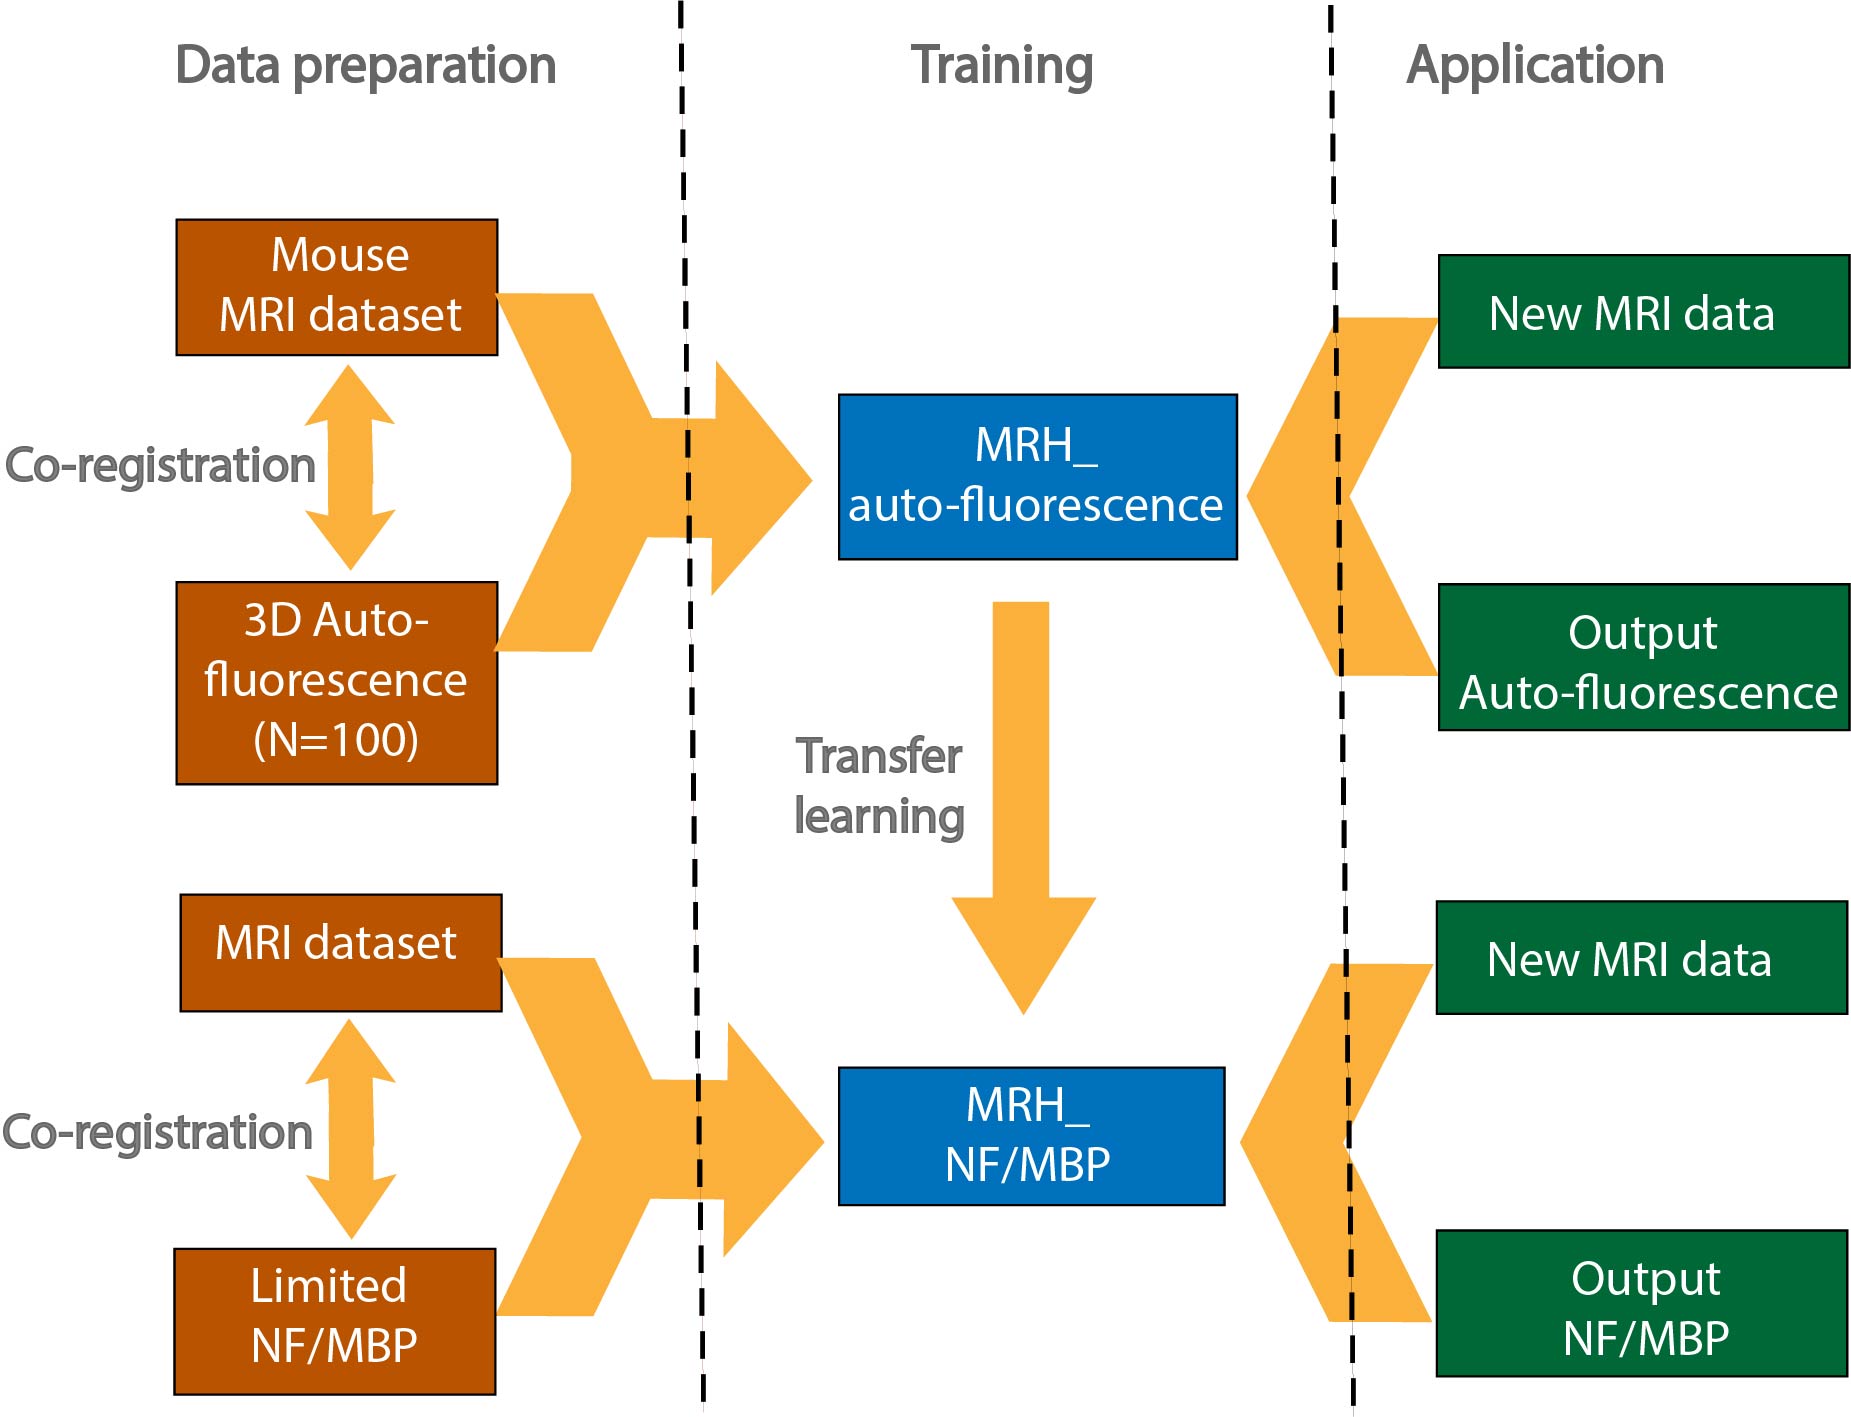 Data preparation
Training
Application
Mouse
MRI dataset
New MRI data
Co-registration
MRH_
auto-fluorescence
3D Auto-
fluorescence
(N=100)
Output
Auto-fluorescence
Transfer
learning
MRI dataset
New MRI data
Co-registration
MRH_
NF/MBP
Limited
NF/MBP
Output
NF/MBP